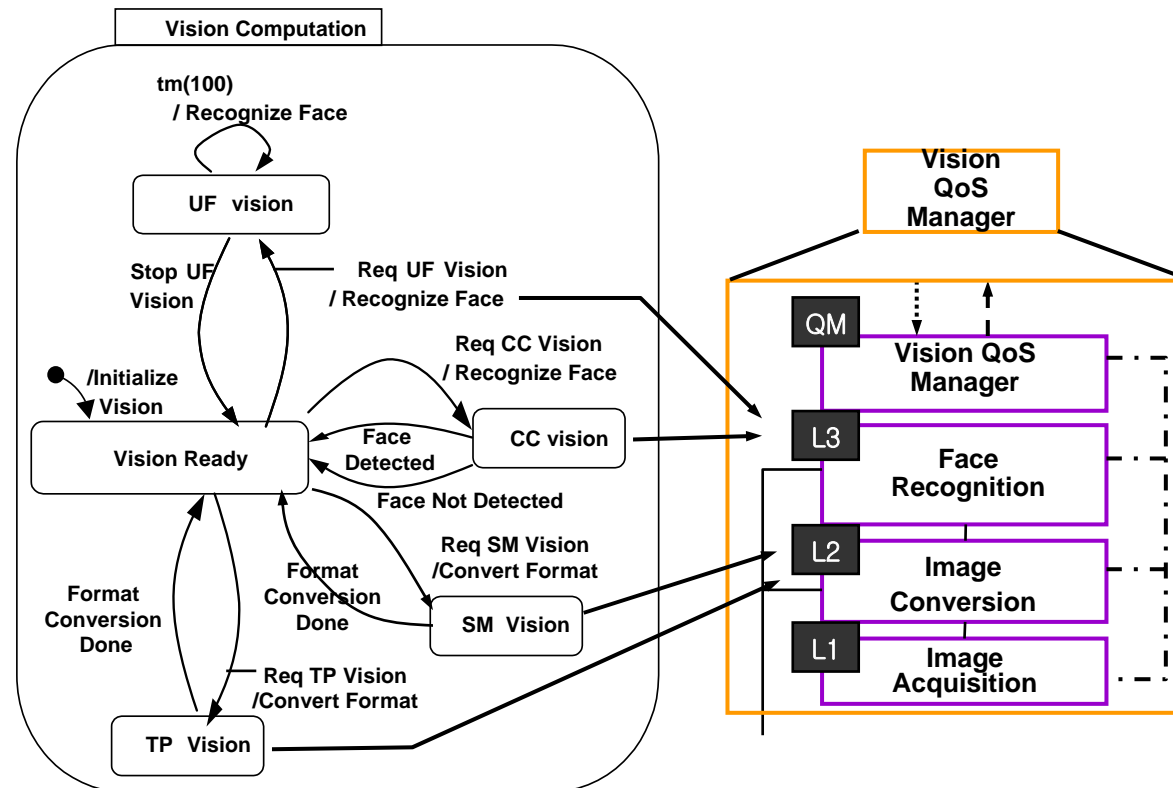 Vision Computation
tm(100)
/ Recognize Face
UF vision
Stop UF
Vision
Req UF Vision
/ Recognize Face
Req CC Vision
/ Recognize Face
/Initialize
Vision
CC vision
Face
Detected
Vision Ready
Face Not Detected
Req SM Vision
/Convert Format
Format
Conversion
Done
Format
Conversion
Done
SM Vision
Req TP Vision
/Convert Format
TP Vision
Vision
QoS
Manager
QM
Vision QoS
Manager
L3
Face
Recognition
L2
Image
Conversion
L1
Image
Acquisition